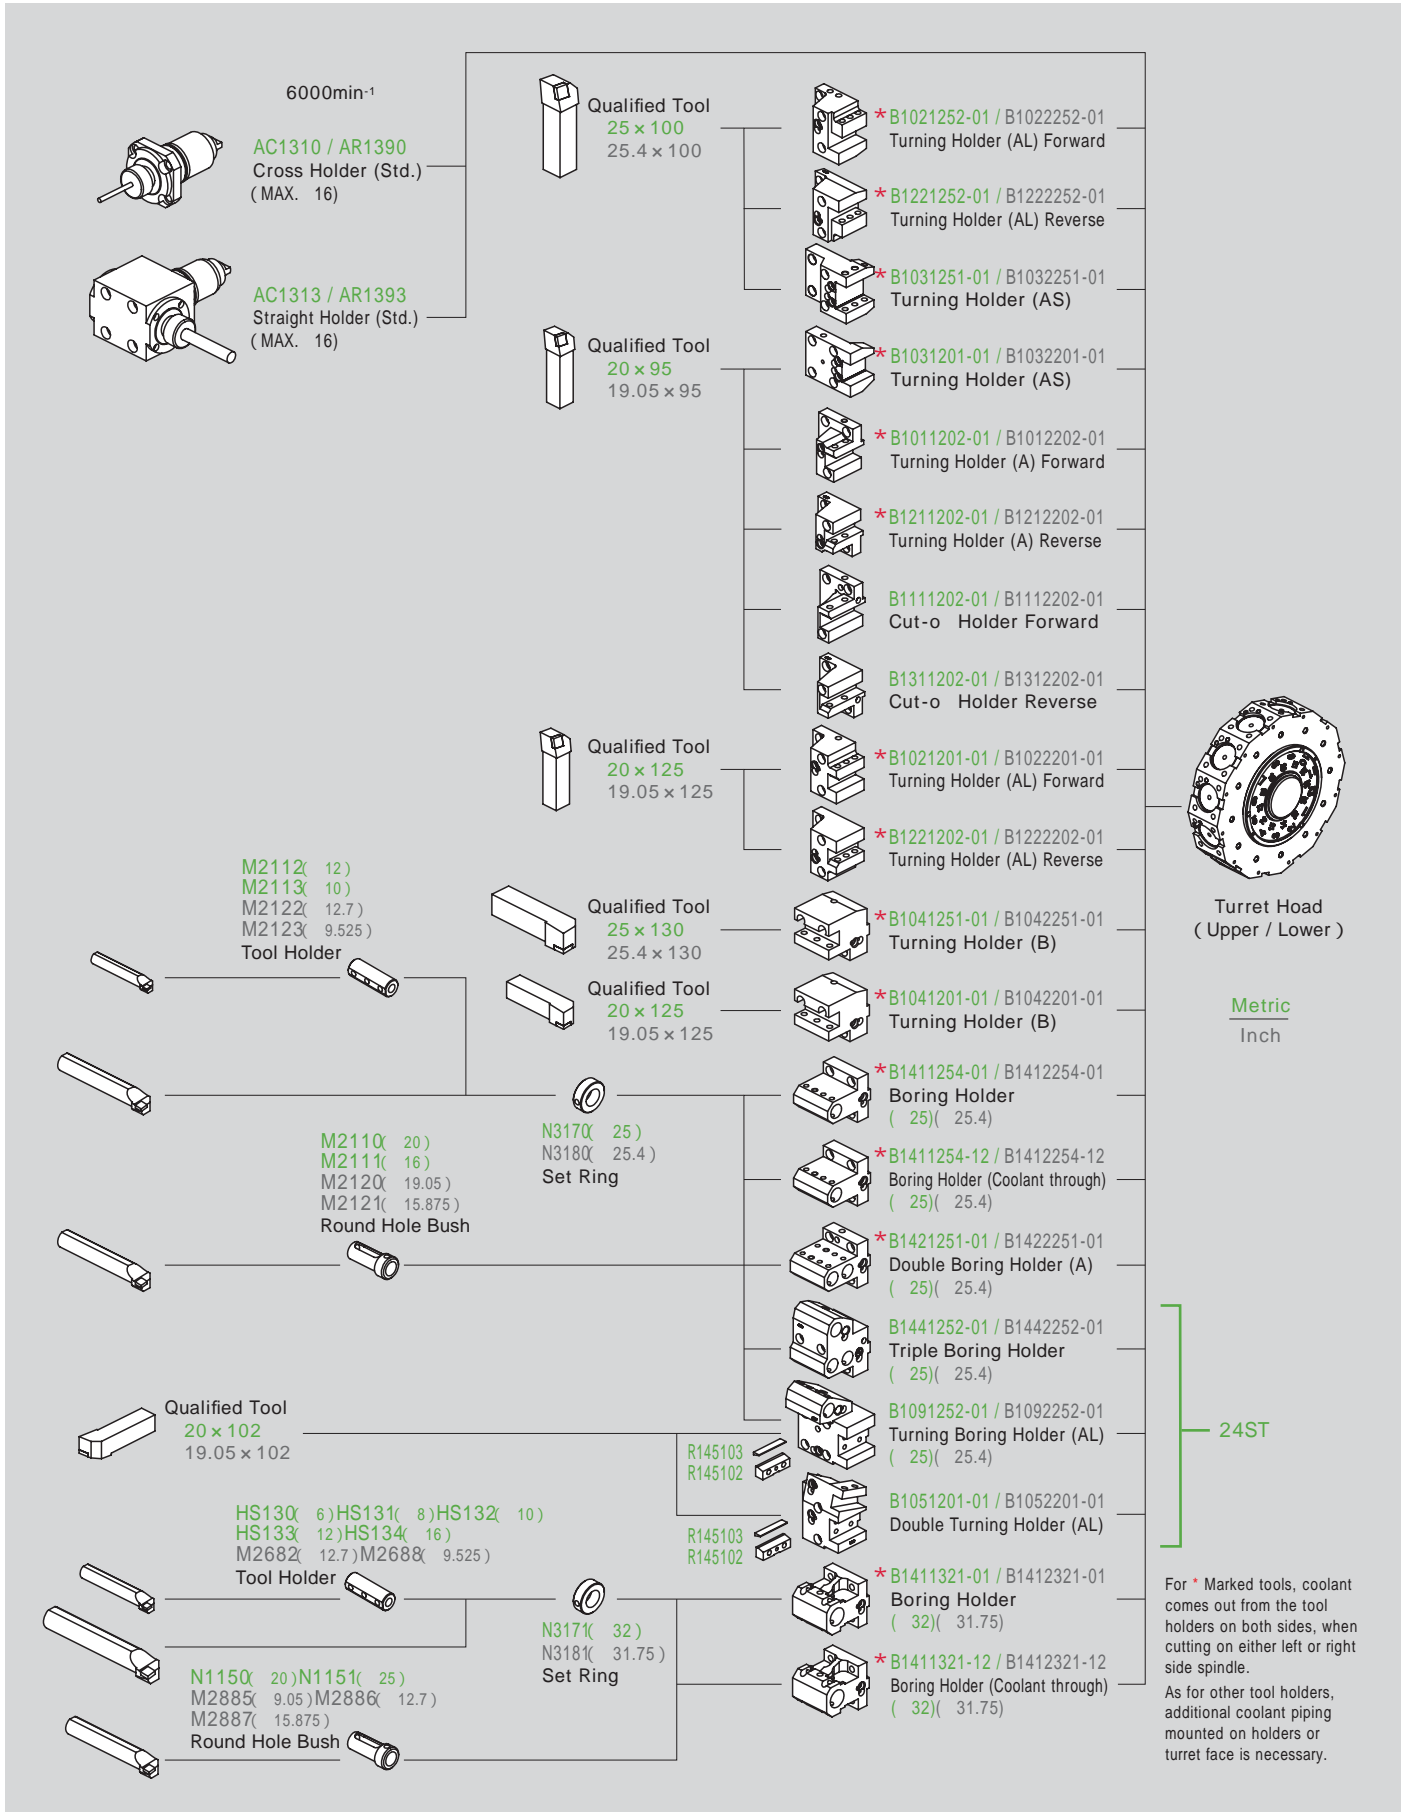 6000min-1
AC1310 / AR1390
Cross Holder (Std.)
( MAX. 16)
AC1313 / AR1393
Straight Holder (Std.)
( MAX. 16)
Qualified Tool
25 × 100
25.4 × 100
* B1021252-01 / B1022252-01
Turning Holder (AL) Forward
* B1221252-01 / B1222252-01
Turning Holder (AL) Reverse
* B1031251-01 / B1032251-01
Turning Holder (AS)
Qualified Tool
20 × 95
19.05 × 95
* B1031201-01 / B1032201-01
Turning Holder (AS)
* B1011202-01 / B1012202-01
Turning Holder (A) Forward
* B1211202-01 / B1212202-01
Turning Holder (A) Reverse
B1111202-01 / B1112202-01
Cut-o Holder Forward
B1311202-01 / B1312202-01
Cut-o Holder Reverse
Qualified Tool
20 × 125
19.05 × 125
* B1021201-01 / B1022201-01
Turning Holder (AL) Forward
* B1221202-01 / B1222202-01
Turning Holder (AL) Reverse
Qualified Tool
25 × 130
25.4 × 130
* B1041251-01 / B1042251-01
Turning Holder (B)
Qualified Tool
20 × 125
19.05 × 125
* B1041201-01 / B1042201-01
Turning Holder (B)
Turret Hoad
( Upper / Lower )
Metric
Inch
M2112( 12 )
M2113( 10 )
M2122( 12.7 )
M2123( 9.525 )
Tool Holder
N3170( 25 )
N3180( 25.4 )
Set Ring
M2110( 20 )
M2111( 16 )
M2120( 19.05 )
M2121( 15.875 )
Round Hole Bush
* B1411254-01 / B1412254-01
Boring Holder
( 25)( 25.4)
* B1411254-12 / B1412254-12
Boring Holder (Coolant through)
( 25)( 25.4)
* B1421251-01 / B1422251-01
Double Boring Holder (A)
( 25)( 25.4)
B1441252-01 / B1442252-01
Triple Boring Holder
( 25)( 25.4)
Qualified Tool
20 × 102
19.05 × 102
R145103
R145102
B1091252-01 / B1092252-01
Turning Boring Holder (AL)
( 25)( 25.4)
R145103
R145102
B1051201-01 / B1052201-01
Double Turning Holder (AL)
24ST
HS130( 6 ) HS131( 8 ) HS132( 10 )
HS133( 12 ) HS134( 16 )
M2682( 12.7 ) M2688( 9.525 )
Tool Holder
N3171( 32 )
N3181( 31.75 )
Set Ring
N1150( 20 ) N1151( 25 )
M2885( 9.05 ) M2886( 12.7 )
M2887( 15.875 )
Round Hole Bush
* B1411321-01 / B1412321-01
Boring Holder
( 32)( 31.75)
* B1411321-12 / B1412321-12
Boring Holder (Coolant through)
( 32)( 31.75)
For * Marked tools, coolant
comes out from the tool
holders on both sides, when
cutting on either left or right
side spindle.
As for other tool holders,
additional coolant piping
mounted on holders or
turret face is necessary.